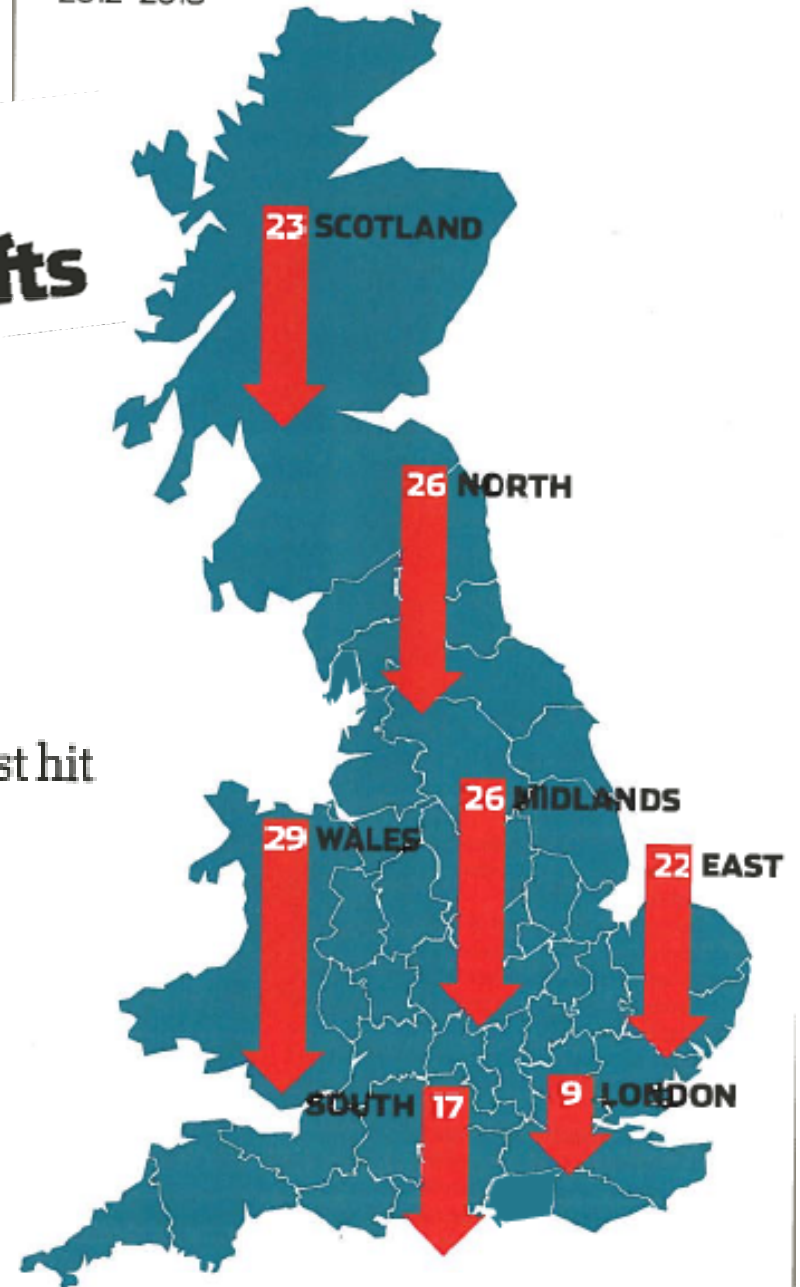 23 SCOTLAND
fts
26 NORTH
st hit
26 MIDLANDS
29 WALES
22 EAST
9 LONDON
SOUTH 17